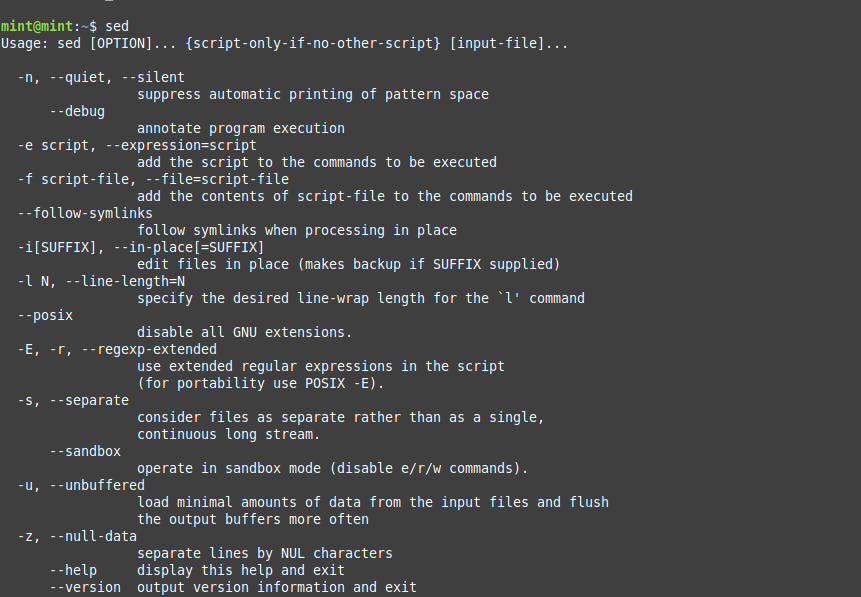 mint@mint:~$ sed
Usage: sed [OPTION]... {script-only-if-no-other-script} [input-file]...

  -n, --quiet, --silent
                 suppress automatic printing of pattern space
      --debug
                 annotate program execution
  -e script, --expression=script
                 add the script to the commands to be executed
  -f script-file, --file=script-file
                 add the contents of script-file to the commands to be executed
  --follow-symlinks
                 follow symlinks when processing in place
  -i[SUFFIX], --in-place[=SUFFIX]
                 edit files in place (makes backup if SUFFIX supplied)
  -l N, --line-length=N
                 specify the desired line-wrap length for the `l' command
  --posix
                 disable all GNU extensions.
  -E, -r, --regexp-extended
                 use extended regular expressions in the script
                 (for portability use POSIX -E).
  -s, --separate
                 consider files as separate rather than as a single,
                 continuous long stream.
      --sandbox
                 operate in sandbox mode (disable e/r/w commands).
  -u, --unbuffered
                 load minimal amounts of data from the input files and flush
                 the output buffers more often
  -z, --null-data
                 separate lines by NUL characters
      --help     display this help and exit
      --version  output version information and exit